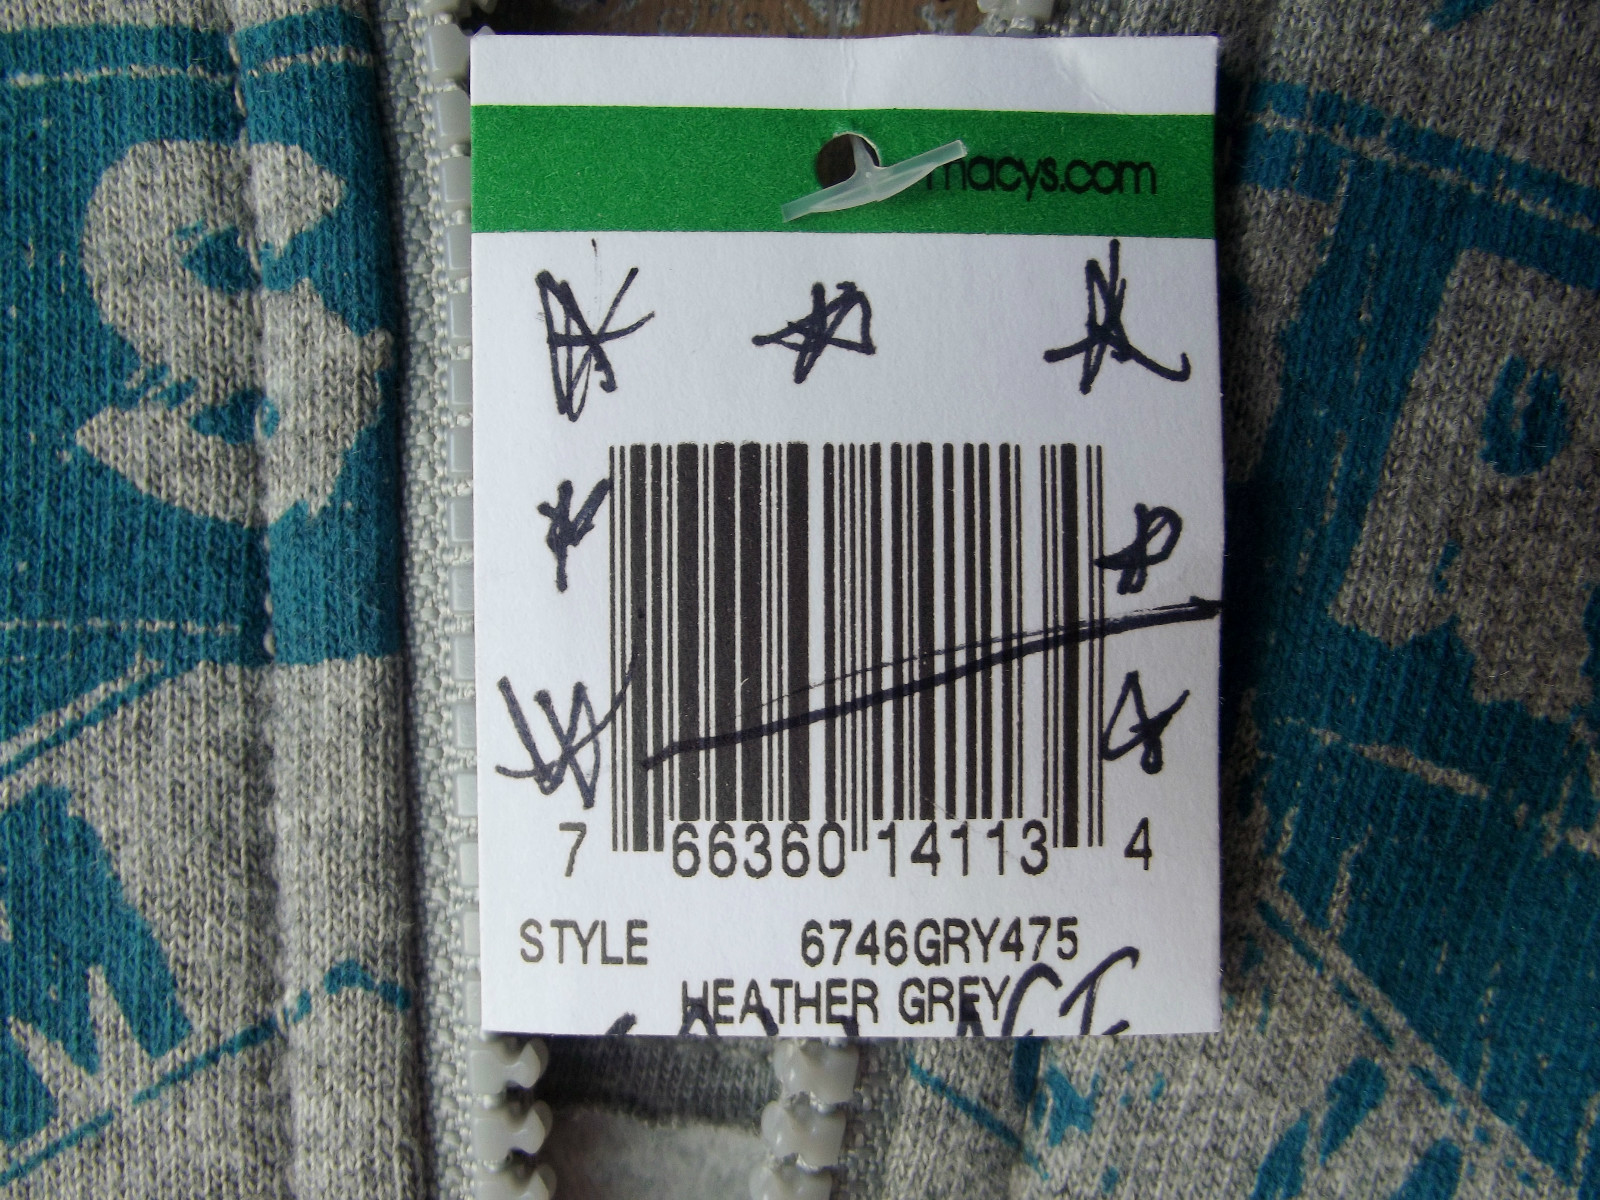 macys.com
7 66360 14113 4
STYLE 6746GRY475
HEATHER GREY